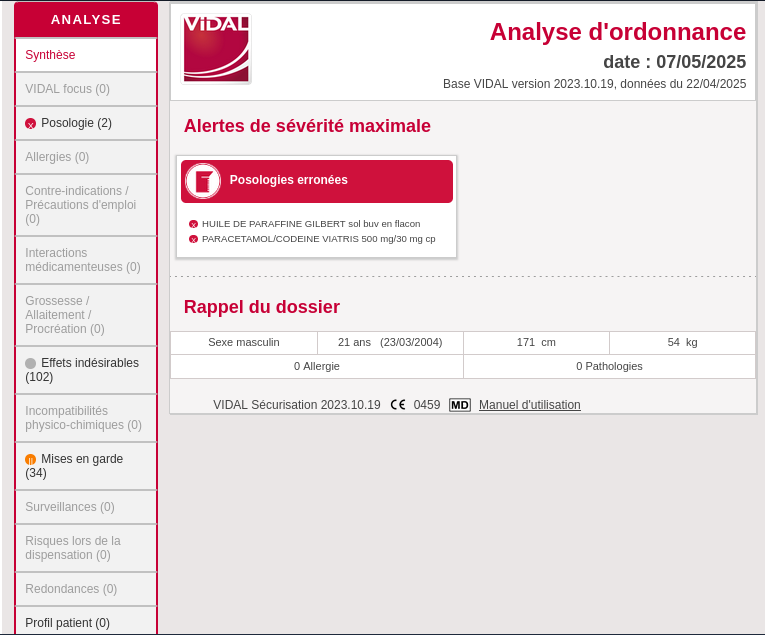 ANALYSE
Synthèse
VIDAL focus (0)
Posologie (2)
Allergies (0)
Contre-indications /
Précautions d'emploi
(0)
Interactions
médicamenteuses (0)
Grossesse /
Allaitement /
Procréation (0)
Effets indésirables
(102)
Incompatibilités
physico-chimiques (0)
Mises en garde
(34)
Surveillances (0)
Risques lors de la
dispensation (0)
Redondances (0)
Profil patient (0)
VIDAL
Analyse d'ordonnance
date : 07/05/2025
Base VIDAL version 2023.10.19, données du 22/04/2025
Alertes de sévérité maximale
Posologies erronées
HUILE DE PARAFFINE GILBERT sol buv en flacon
PARACETAMOL/CODEINE VIATRIS 500 mg/30 mg cp
Rappel du dossier
Sexe masculin 21 ans (23/03/2004) 171 cm 54 kg
0 Allergie 0 Pathologies
VIDAL Sécurisation 2023.10.19 CE 0459 MD Manuel d'utilisation